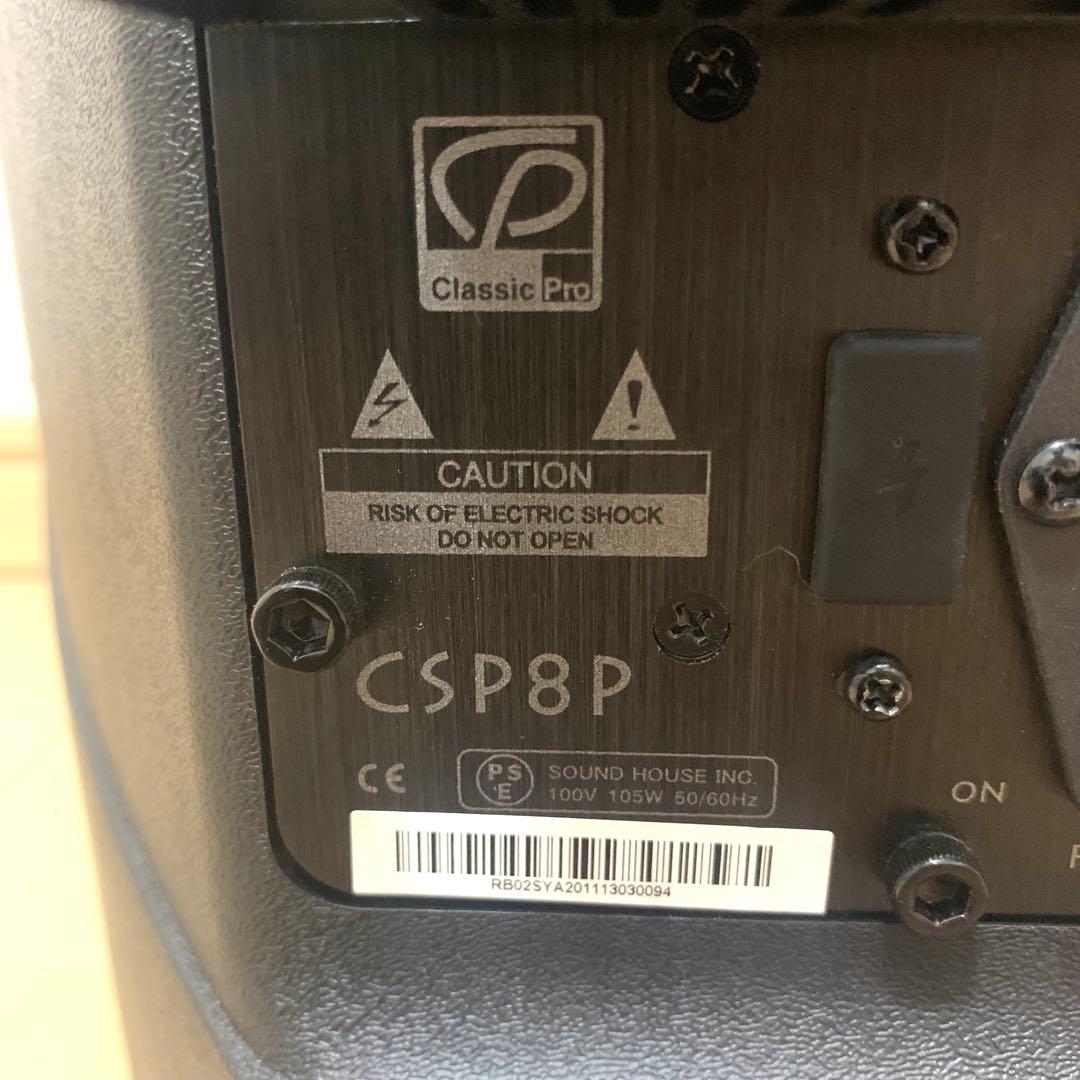 CP
Classic Pro
CAUTION
RISK OF ELECTRIC SHOCK
DO NOT OPEN
CSP8P
CE
PS
E
SOUND HOUSE INC.
100V 105W 50/60Hz
RB02SYA201113030094
ON